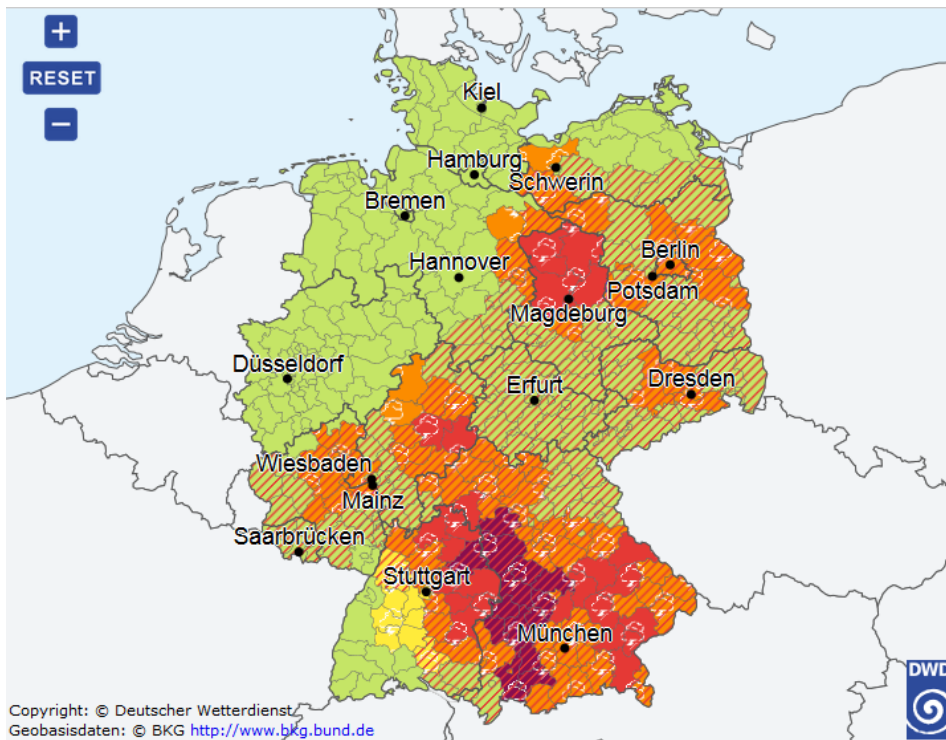 +
RESET
−
Kiel
Hamburg
Schwerin
Bremen
Hannover
Berlin
Potsdam
Magdeburg
Düsseldorf
Erfurt
Dresden
Wiesbaden
Mainz
Saarbrücken
Stuttgart
München
DWD
Copyright: © Deutscher Wetterdienst
Geobasisdaten: © BKG http://www.bkg.bund.de